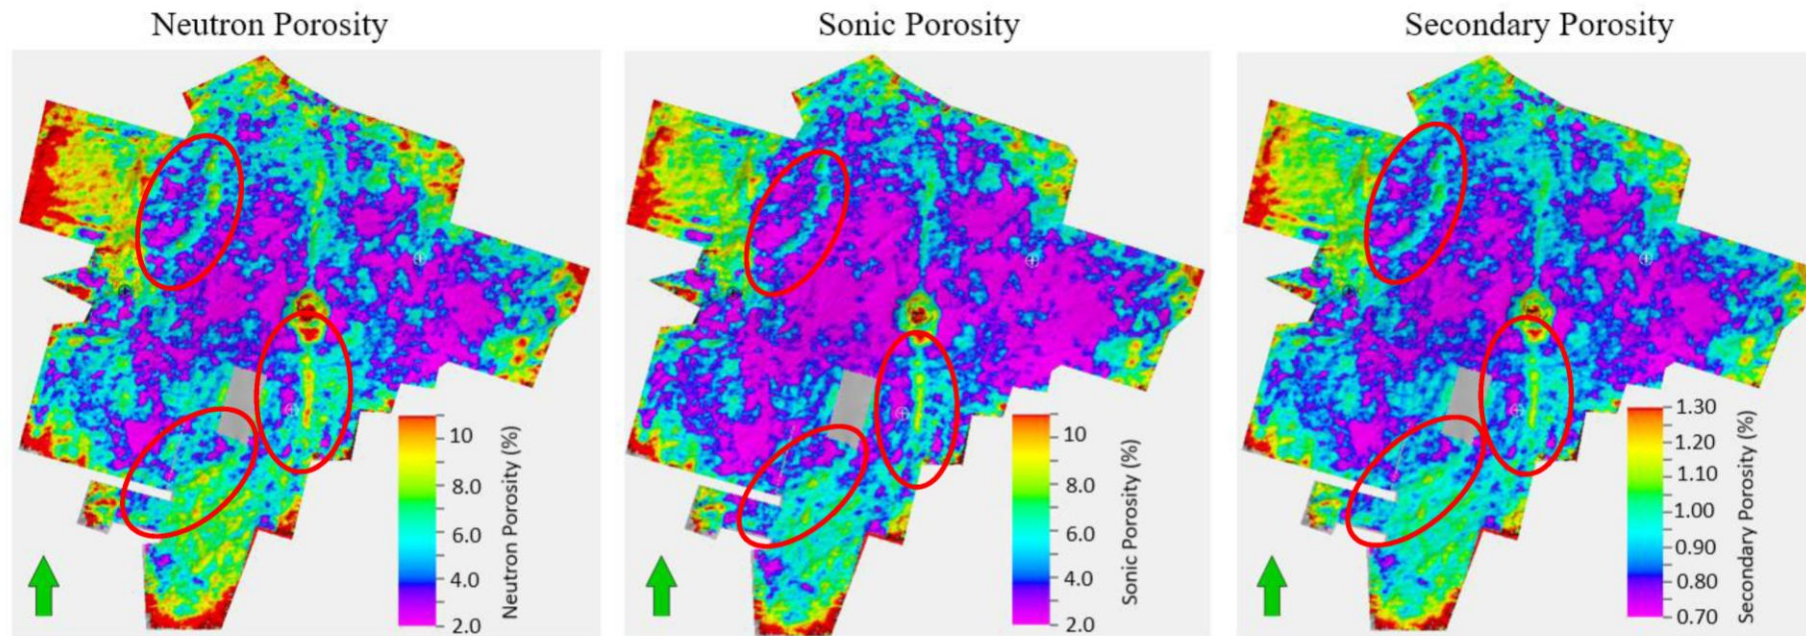 Neutron Porosity
Sonic Porosity
Secondary Porosity
10
8.0
6.0
4.0
2.0
Neutron Porosity (%)
10
8.0
6.0
4.0
2.0
Sonic Porosity (%)
1.30
1.20
1.10
1.00
0.90
0.80
0.70
Secondary Porosity (%)